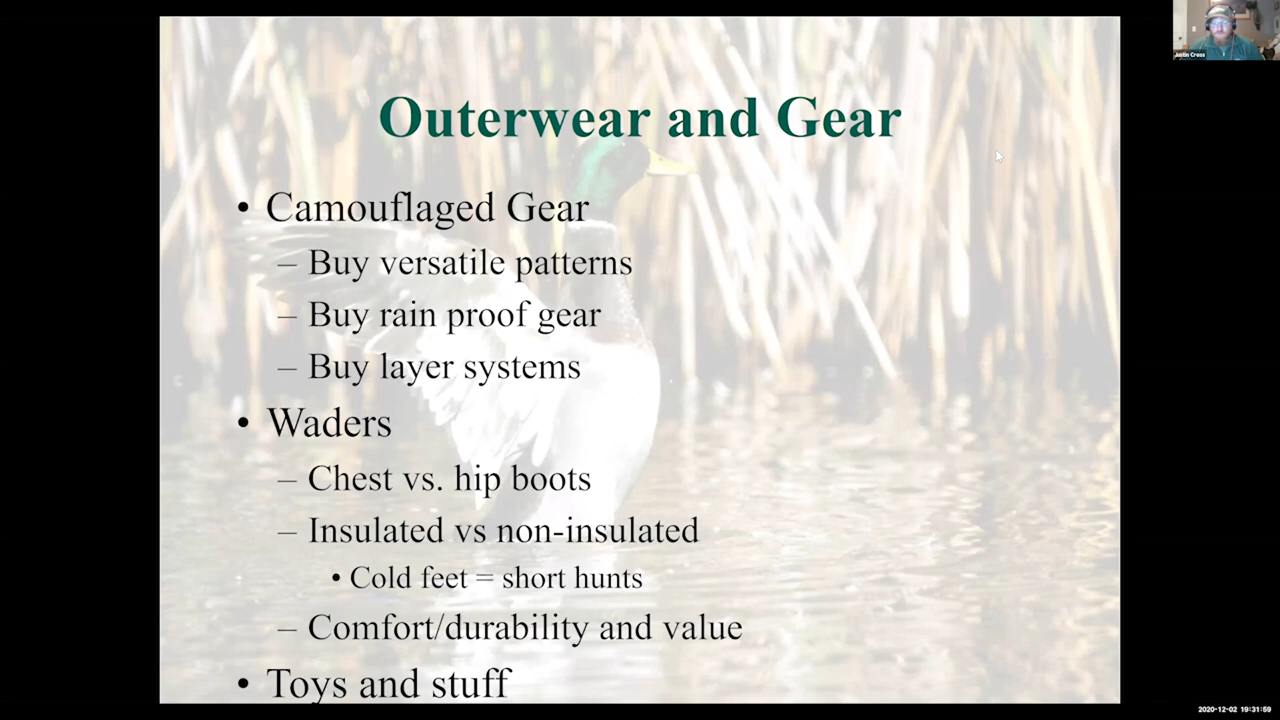 Justin Cross
Outerwear and Gear
• Camouflaged Gear
– Buy versatile patterns
– Buy rain proof gear
– Buy layer systems
• Waders
– Chest vs. hip boots
– Insulated vs non-insulated
• Cold feet = short hunts
– Comfort/durability and value
• Toys and stuff
2020-12-02 19:31:59